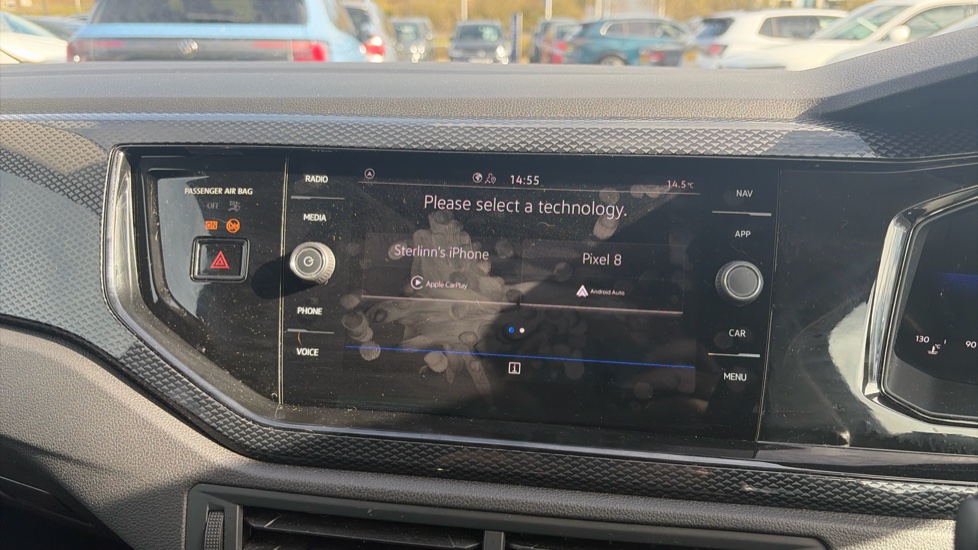 PASSENGER AIR BAG
OFF
RADIO
MEDIA
PHONE
VOICE
14:55
14.5°C
Please select a technology.
Sterlinn's iPhone
Apple CarPlay
Pixel 8
Android Auto
NAV
APP
CAR
MENU
130
°C
90